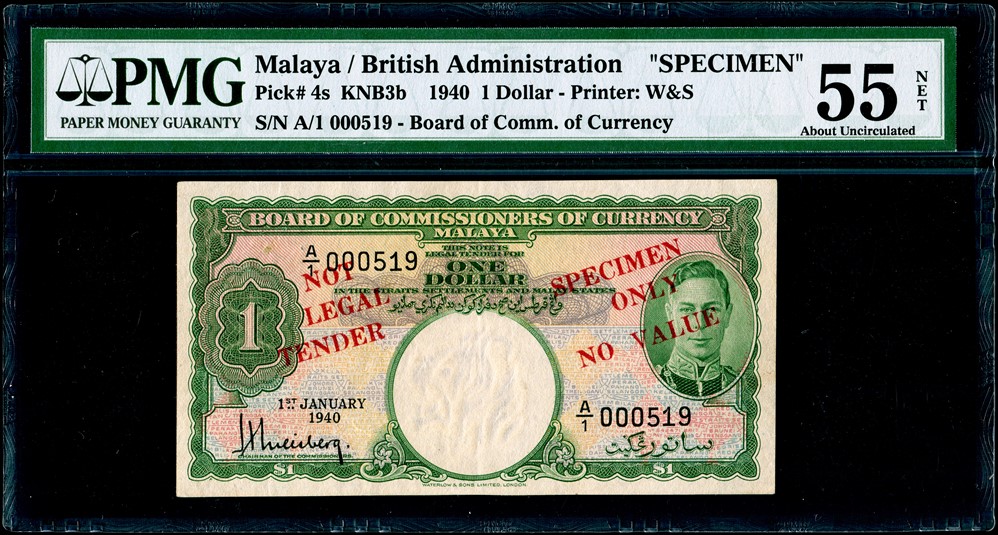 PMG
PAPER MONEY GUARANTY
Malaya / British Administration "SPECIMEN"
Pick# 4s KNB3b 1940 1 Dollar - Printer: W&S
S/N A/1 000519 - Board of Comm. of Currency
55
NET
About Uncirculated
BOARD OF COMMISSIONERS OF CURRENCY
MALAYA
THIS NOTE IS
LEGAL TENDER FOR
ONE
DOLLAR
IN THE STRAITS SETTLEMENTS AND MALAY STATES
A/1 000519
NOT
LEGAL
TENDER
SPECIMEN
ONLY
NO VALUE
1
1ST JANUARY
1940
A/1 000519
CHAIRMAN OF THE COMMISSIONERS.
ساتو رڠݢيت
$1
$1
WATERLOW & SONS LIMITED, LONDON.